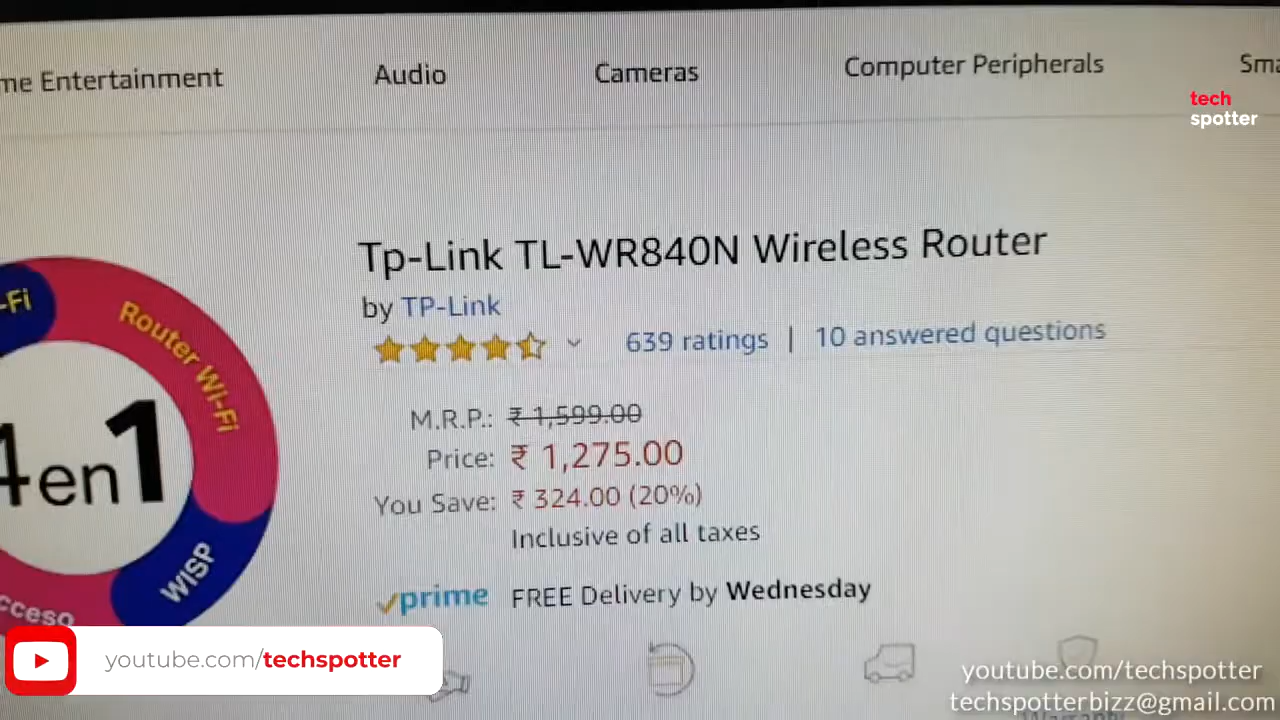 me Entertainment Audio Cameras Computer Peripherals Sma
tech
spotter
Tp-Link TL-WR840N Wireless Router
by TP-Link
639 ratings | 10 answered questions
-Fi
Router Wi-Fi
4en1
WISP
cceso
M.R.P.: ₹ 1,599.00
Price: ₹ 1,275.00
You Save: ₹ 324.00 (20%)
Inclusive of all taxes
prime FREE Delivery by Wednesday
youtube.com/techspotter
youtube.com/techspotter
techspotterbizz@gmail.com